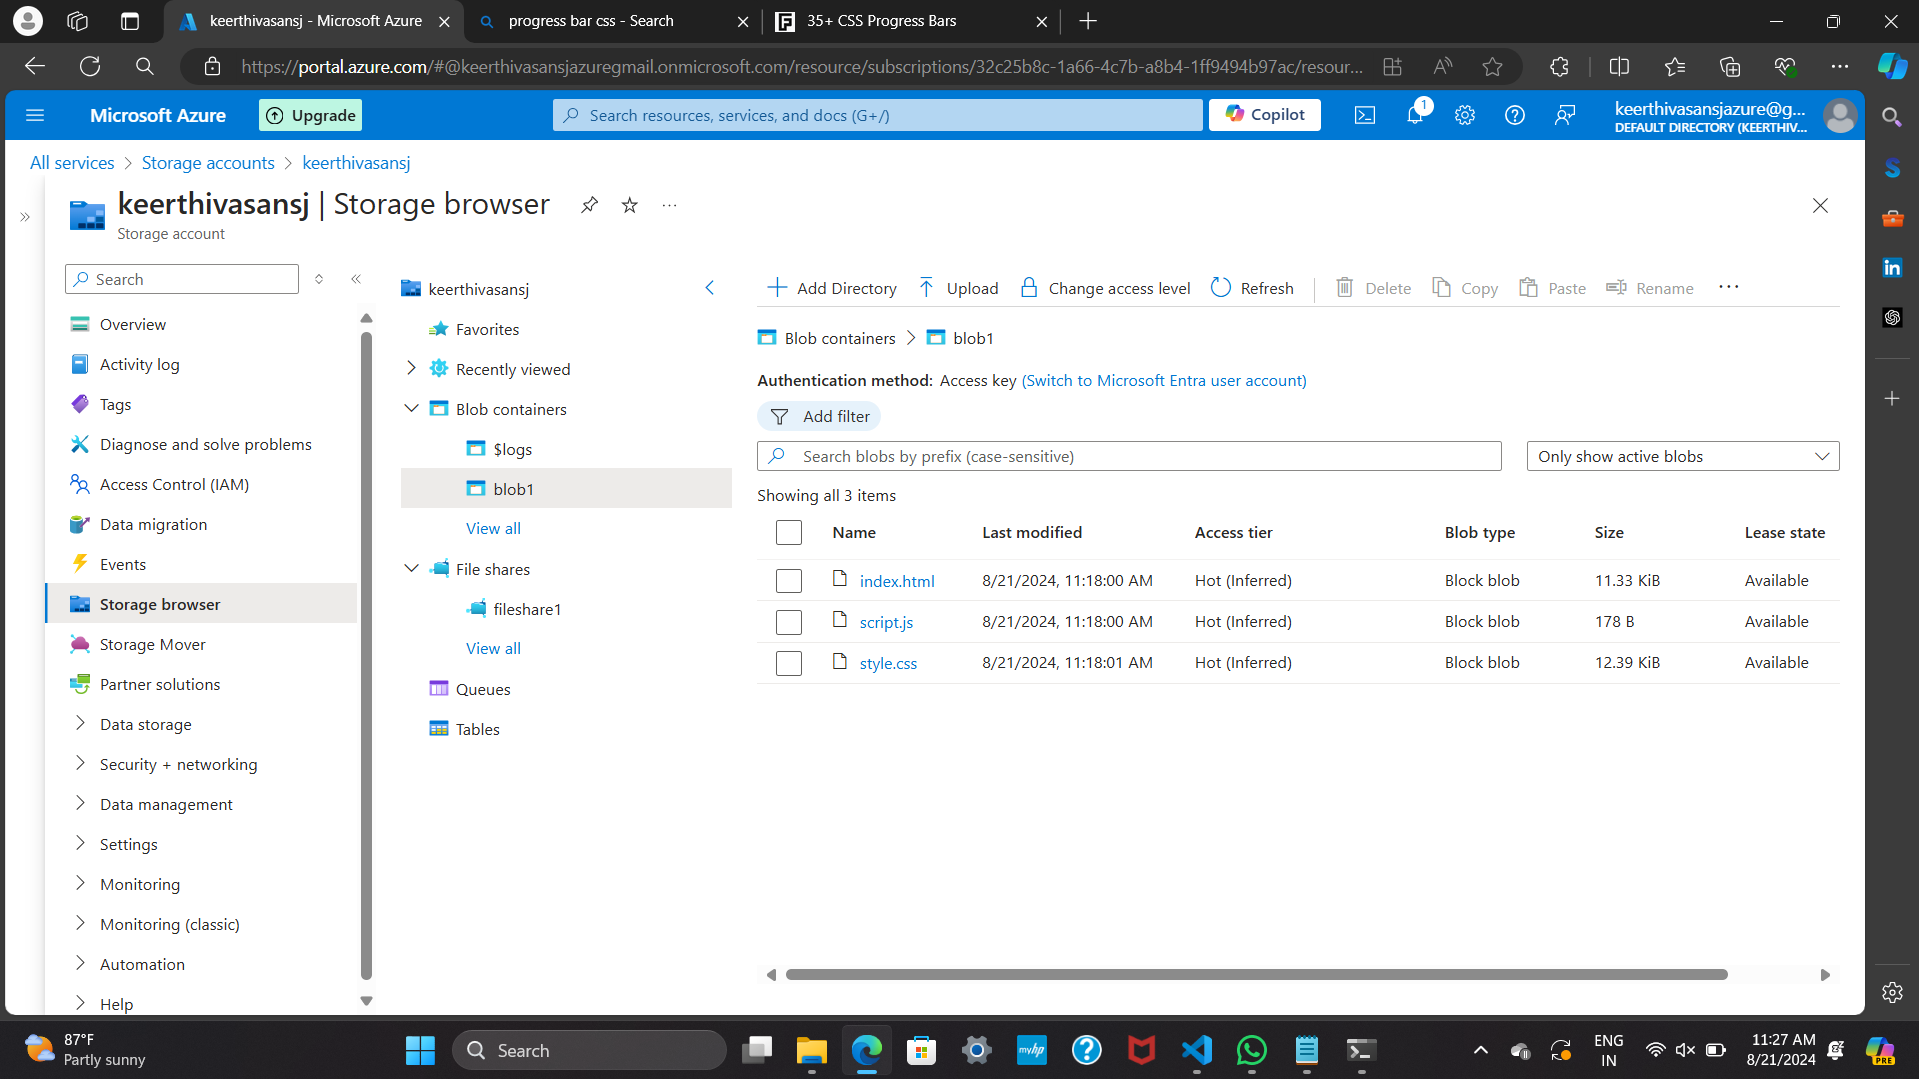 keerthivasansj - Microsoft Azure
progress bar css - Search
35+ CSS Progress Bars
https://portal.azure.com/#@keerthivasansjazuregmail.onmicrosoft.com/resource/subscriptions/32c25b8c-1a66-4c7b-a8b4-1ff9494b97ac/resour...
Microsoft Azure
Upgrade
Search resources, services, and docs (G+/)
Copilot
1
keerthivasansjazure@g...
DEFAULT DIRECTORY (KEERTHIV...
All services > Storage accounts > keerthivasansj
keerthivasansj | Storage browser
Storage account
Search
Overview
Activity log
Tags
Diagnose and solve problems
Access Control (IAM)
Data migration
Events
Storage browser
Storage Mover
Partner solutions
Data storage
Security + networking
Data management
Settings
Monitoring
Monitoring (classic)
Automation
Help
keerthivasansj
Favorites
Recently viewed
Blob containers
$logs
blob1
View all
File shares
fileshare1
View all
Queues
Tables
Add Directory
Upload
Change access level
Refresh
Delete
Copy
Paste
Rename
Blob containers > blob1
Authentication method: Access key (Switch to Microsoft Entra user account)
Add filter
Search blobs by prefix (case-sensitive)
Only show active blobs
Showing all 3 items
Name Last modified Access tier Blob type Size Lease state
index.html 8/21/2024, 11:18:00 AM Hot (Inferred) Block blob 11.33 KiB Available
script.js 8/21/2024, 11:18:00 AM Hot (Inferred) Block blob 178 B Available
style.css 8/21/2024, 11:18:01 AM Hot (Inferred) Block blob 12.39 KiB Available
87°F
Partly sunny
Search
myhp
ENG
IN
11:27 AM
8/21/2024
PRE